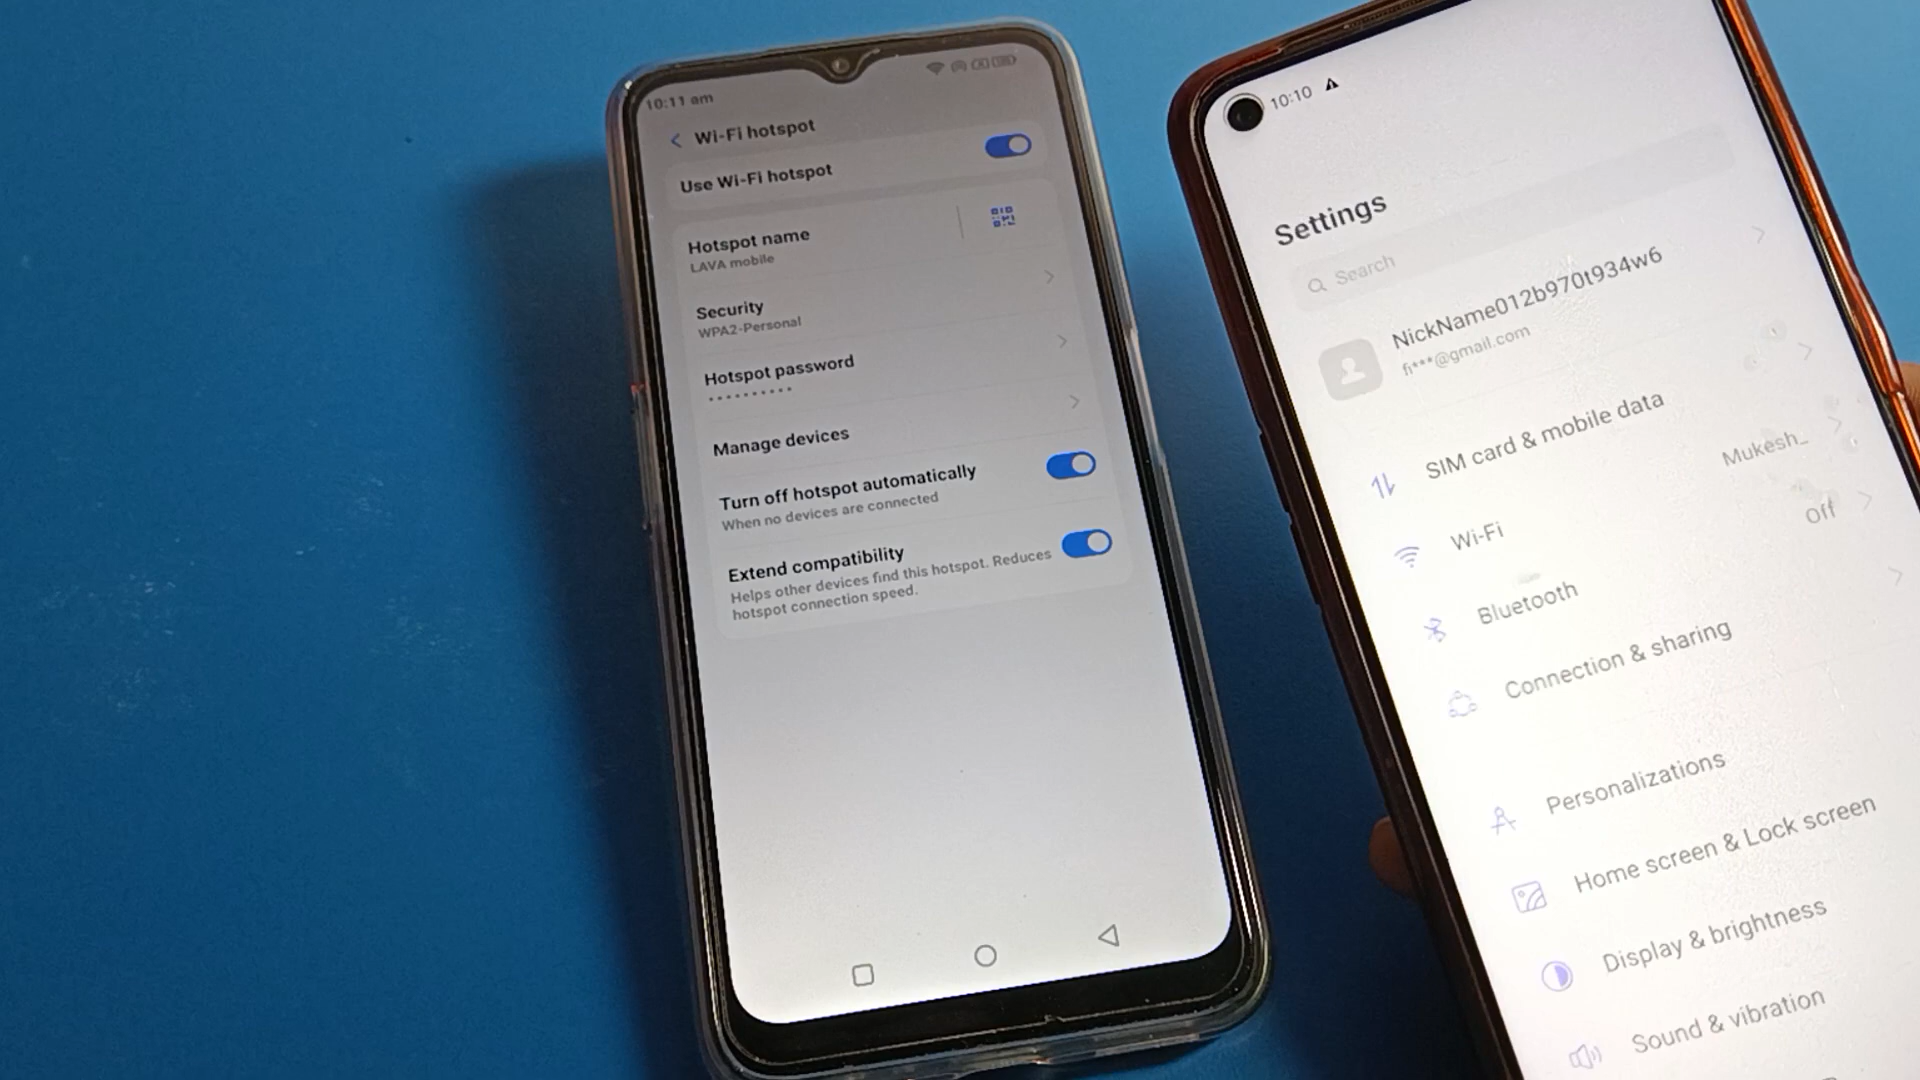 10:11 am
Wi-Fi hotspot
Use Wi-Fi hotspot
Hotspot name
LAVA mobile
Security
WPA2-Personal
Hotspot password
Manage devices
Turn off hotspot automatically
When no devices are connected
Extend compatibility
Helps other devices find this hotspot. Reduces
hotspot connection speed.
10:10
Settings
Search
NickName012b970t934w6
fi***@gmail.com
SIM card & mobile data
Wi-Fi
Mukesh_
Bluetooth
Off
Connection & sharing
Personalizations
Home screen & Lock screen
Display & brightness
Sound & vibration